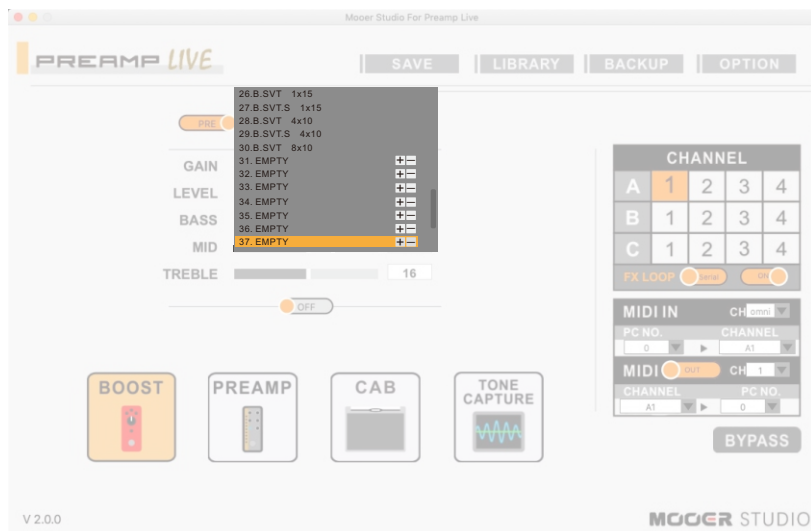 Mooer Studio For Preamp Live
PREAMP LIVE
SAVE
LIBRARY
BACKUP
OPTION
26.B.SVT 1x15
27.B.SVT.S 1x15
28.B.SVT 4x10
29.B.SVT.S 4x10
30.B.SVT 8x10
31. EMPTY + −
32. EMPTY + −
33. EMPTY + −
34. EMPTY + −
35. EMPTY + −
36. EMPTY + −
37. EMPTY + −
PRE
GAIN
LEVEL
BASS
MID
TREBLE 16
OFF
CHANNEL
A 1 2 3 4
B 1 2 3 4
C 1 2 3 4
FX LOOP Serial ON
MIDI IN CH omni
PC NO. CHANNEL
0 A1
MIDI OUT CH 1
CHANNEL PC NO.
A1 0
BOOST
PREAMP
CAB
TONE
CAPTURE
BYPASS
V 2.0.0
MOOER STUDIO